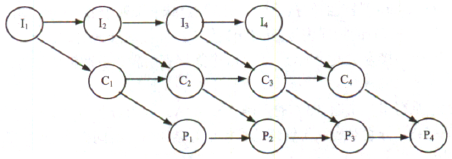 I₁ I₂ I₃ I₄
C₁ C₂ C₃ C₄
P₁ P₂ P₃ P₄